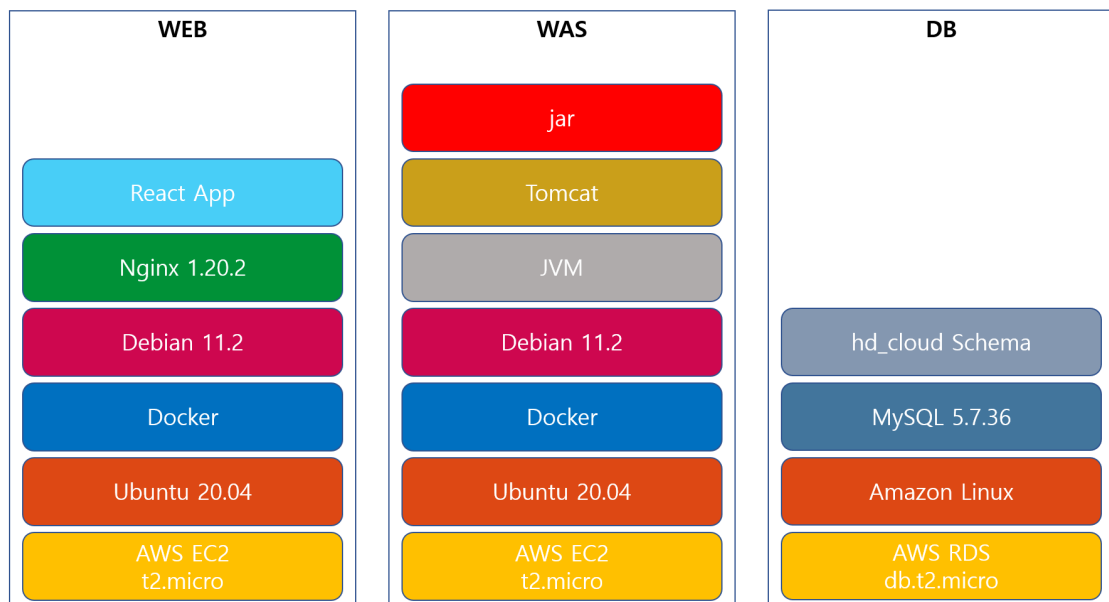 WEB
React App
Nginx 1.20.2
Debian 11.2
Docker
Ubuntu 20.04
AWS EC2
t2.micro
WAS
jar
Tomcat
JVM
Debian 11.2
Docker
Ubuntu 20.04
AWS EC2
t2.micro
DB
hd_cloud Schema
MySQL 5.7.36
Amazon Linux
AWS RDS
db.t2.micro